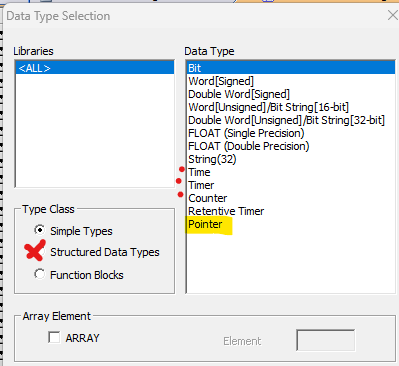 Data Type Selection
Libraries
<ALL>
Data Type
Bit
Word[Signed]
Double Word[Signed]
Word[Unsigned]/Bit String[16-bit]
Double Word[Unsigned]/Bit String[32-bit]
FLOAT (Single Precision)
FLOAT (Double Precision)
String(32)
Time
Timer
Counter
Retentive Timer
Pointer
Type Class
Simple Types
Structured Data Types
Function Blocks
Array Element
ARRAY
Element